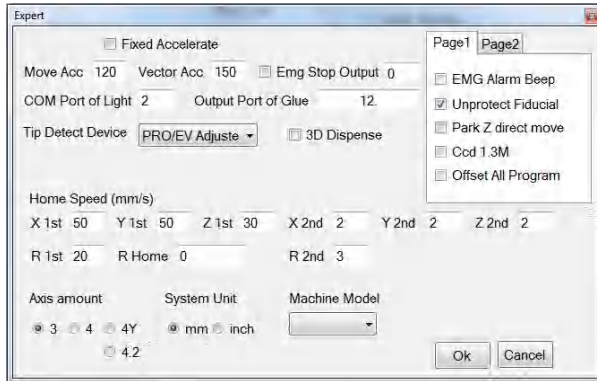 Expert
Fixed Accelerate
Page1 Page2
Move Acc 120 Vector Acc 150 Emg Stop Output 0
EMG Alarm Beep
COM Port of Light 2 Output Port of Glue 12.
Unprotect Fiducial
Tip Detect Device PRO/EV Adjuste 3D Dispense
Park Z direct move
Ccd 1.3M
Offset All Program
Home Speed (mm/s)
X 1st 50 Y 1st 50 Z 1st 30 X 2nd 2 Y 2nd 2 Z 2nd 2
R 1st 20 R Home 0 R 2nd 3
Axis amount System Unit Machine Model
3 4 4Y mm inch
4.2
Ok Cancel